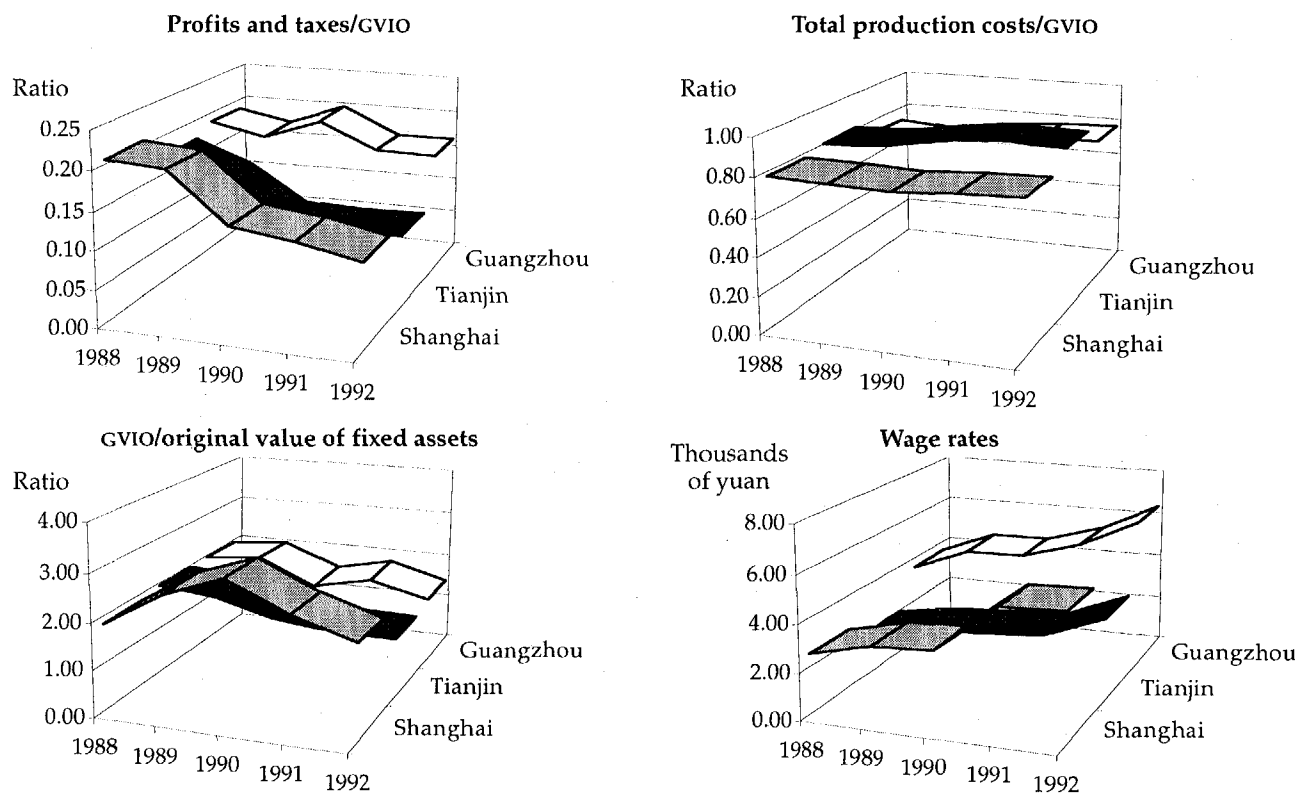 Profits and taxes/GVIO
Ratio
0.25
0.20
0.15
0.10
0.05
0.00
1988
1989
1990
1991
1992
Guangzhou
Tianjin
Shanghai
Total production costs/GVIO
Ratio
1.00
0.80
0.60
0.40
0.20
0.00
1988
1989
1990
1991
1992
Guangzhou
Tianjin
Shanghai
GVIO/original value of fixed assets
Ratio
4.00
3.00
2.00
1.00
0.00
1988
1989
1990
1991
1992
Guangzhou
Tianjin
Shanghai
Wage rates
Thousands
of yuan
8.00
6.00
4.00
2.00
0.00
1988
1989
1990
1991
1992
Guangzhou
Tianjin
Shanghai